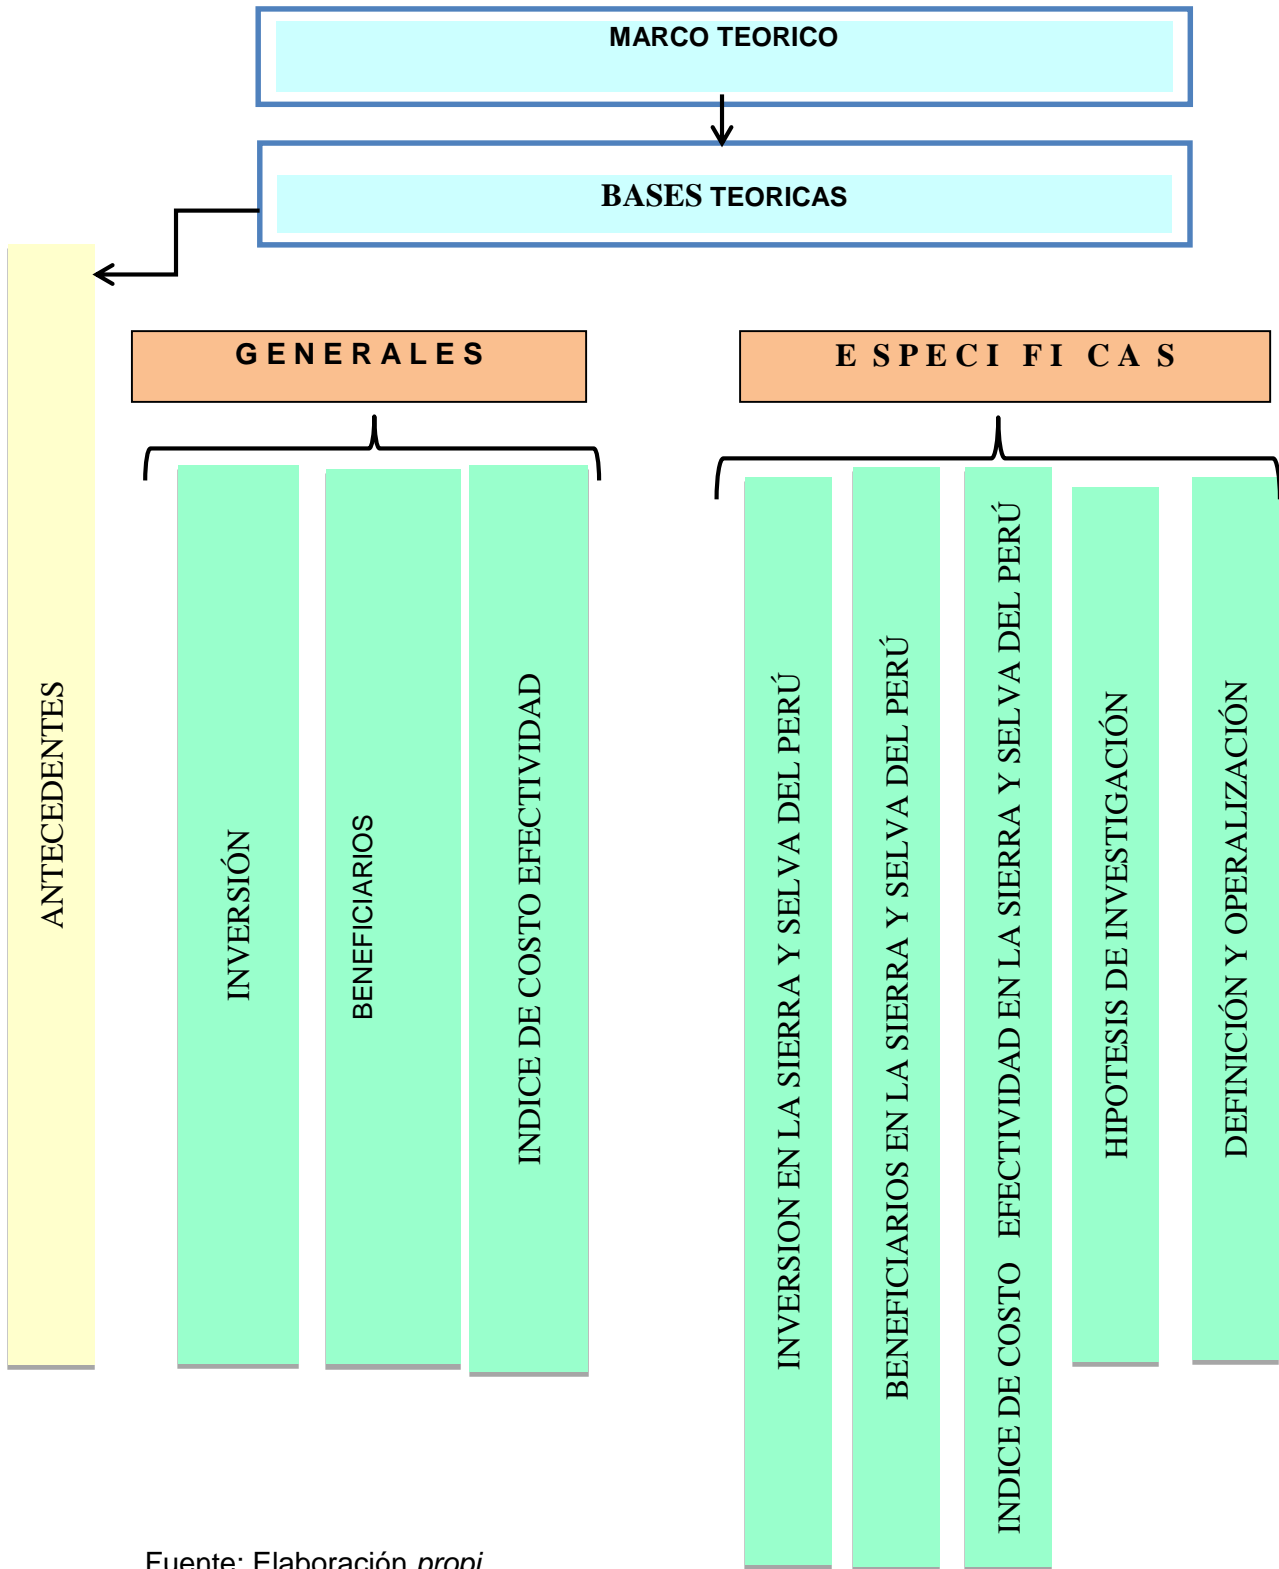 MARCO TEORICO
BASES TEORICAS
GENERALES
ESPECIFICAS
ANTECEDENTES
INVERSIÓN
BENEFICIARIOS
INDICE DE COSTO EFECTIVIDAD
INVERSION EN LA SIERRA Y SELVA DEL PERÚ
BENEFICIARIOS EN LA SIERRA Y SELVA DEL PERÚ
INDICE DE COSTO EFECTIVIDAD EN LA SIERRA Y SELVA DEL PERÚ
HIPOTESIS DE INVESTIGACIÓN
DEFINICIÓN Y OPERALIZACIÓN
Fuente: Elaboración propi